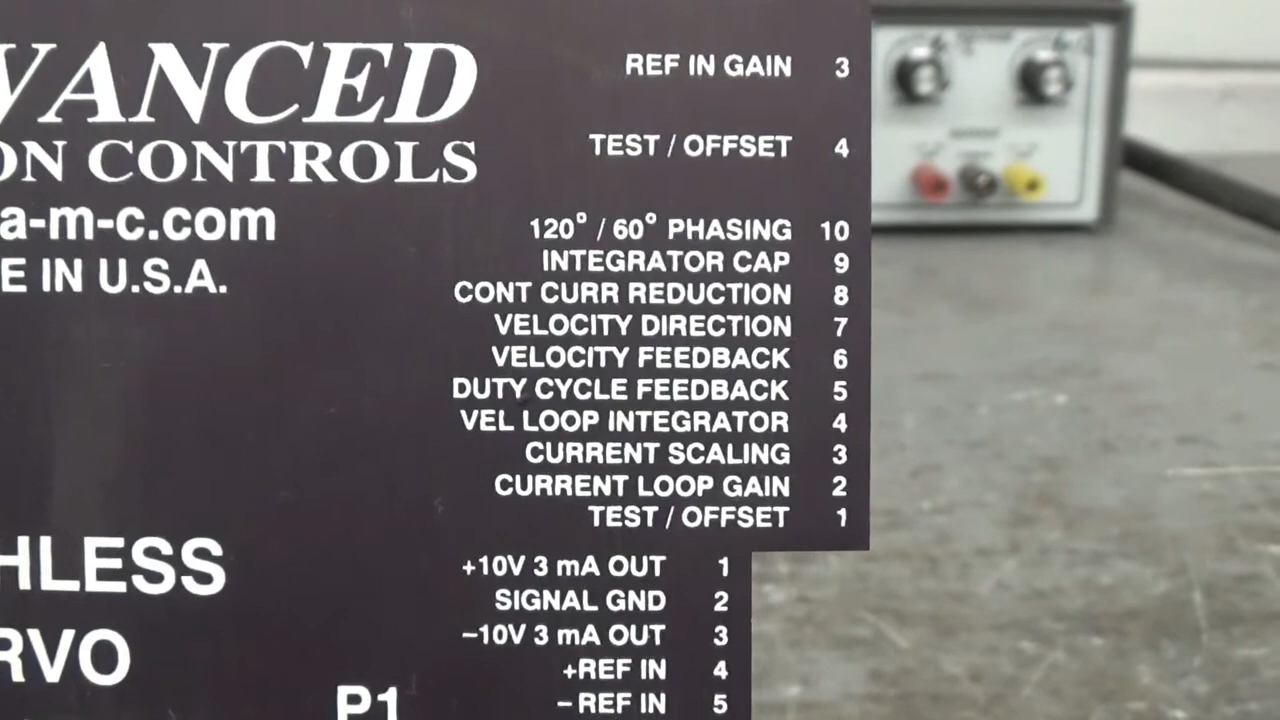 VANCED
ON CONTROLS
a-m-c.com
E IN U.S.A.
REF IN GAIN 3
TEST / OFFSET 4
120° / 60° PHASING 10
INTEGRATOR CAP 9
CONT CURR REDUCTION 8
VELOCITY DIRECTION 7
VELOCITY FEEDBACK 6
DUTY CYCLE FEEDBACK 5
VEL LOOP INTEGRATOR 4
CURRENT SCALING 3
CURRENT LOOP GAIN 2
TEST / OFFSET 1
HLESS
RVO
P1
+10V 3 mA OUT 1
SIGNAL GND 2
–10V 3 mA OUT 3
+REF IN 4
– REF IN 5